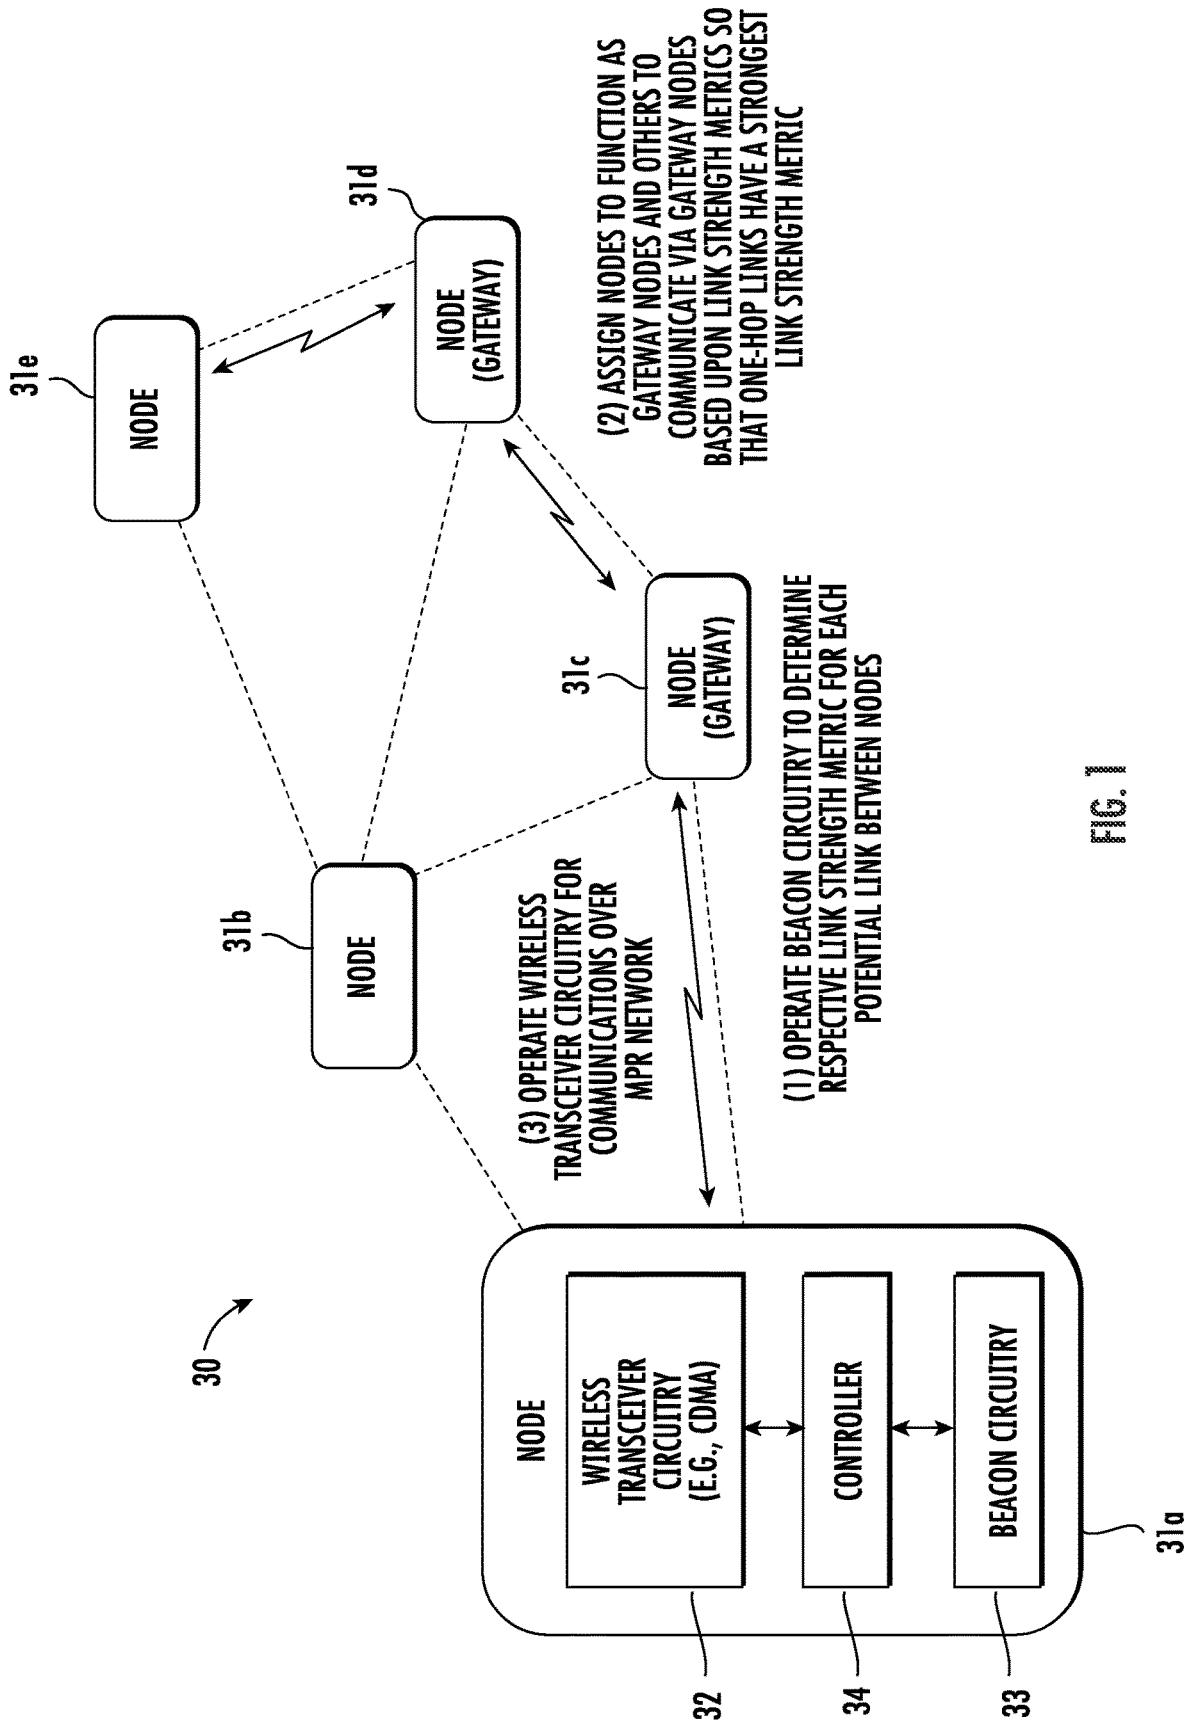 30
31e
NODE
31d
NODE
(GATEWAY)
31b
NODE
31c
NODE
(GATEWAY)
(2) ASSIGN NODES TO FUNCTION AS
GATEWAY NODES AND OTHERS TO
COMMUNICATE VIA GATEWAY NODES
BASED UPON LINK STRENGTH METRICS SO
THAT ONE-HOP LINKS HAVE A STRONGEST
LINK STRENGTH METRIC
(3) OPERATE WIRELESS
TRANSCEIVER CIRCUITRY FOR
COMMUNICATIONS OVER
MPR NETWORK
(1) OPERATE BEACON CIRCUITRY TO DETERMINE
RESPECTIVE LINK STRENGTH METRIC FOR EACH
POTENTIAL LINK BETWEEN NODES
NODE
WIRELESS
TRANSCEIVER
CIRCUITRY
(E.G., CDMA)
32
CONTROLLER
34
BEACON CIRCUITRY
33
31a
FIG. 1